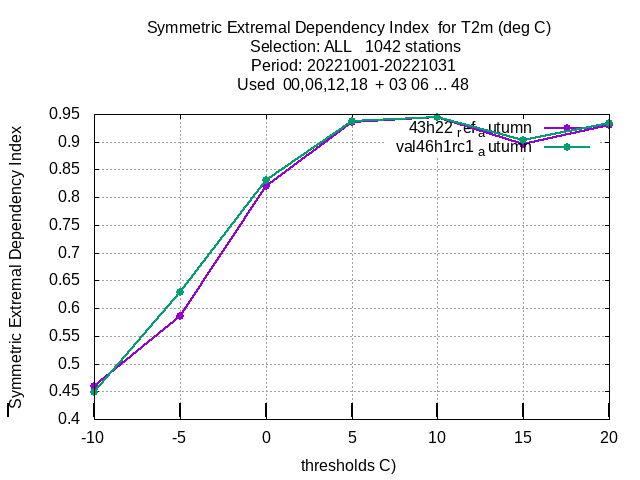 Symmetric Extremal Dependency Index for T2m (deg C)
Selection: ALL 1042 stations
Period: 20221001-20221031
Used 00,06,12,18 + 03 06 ... 48
Symmetric Extremal Dependency Index
0.95
0.9
0.85
0.8
0.75
0.7
0.65
0.6
0.55
0.5
0.45
0.4
43h22 ref autumn
val46h1rc1 autumn
-10 -5 0 5 10 15 20
thresholds C)